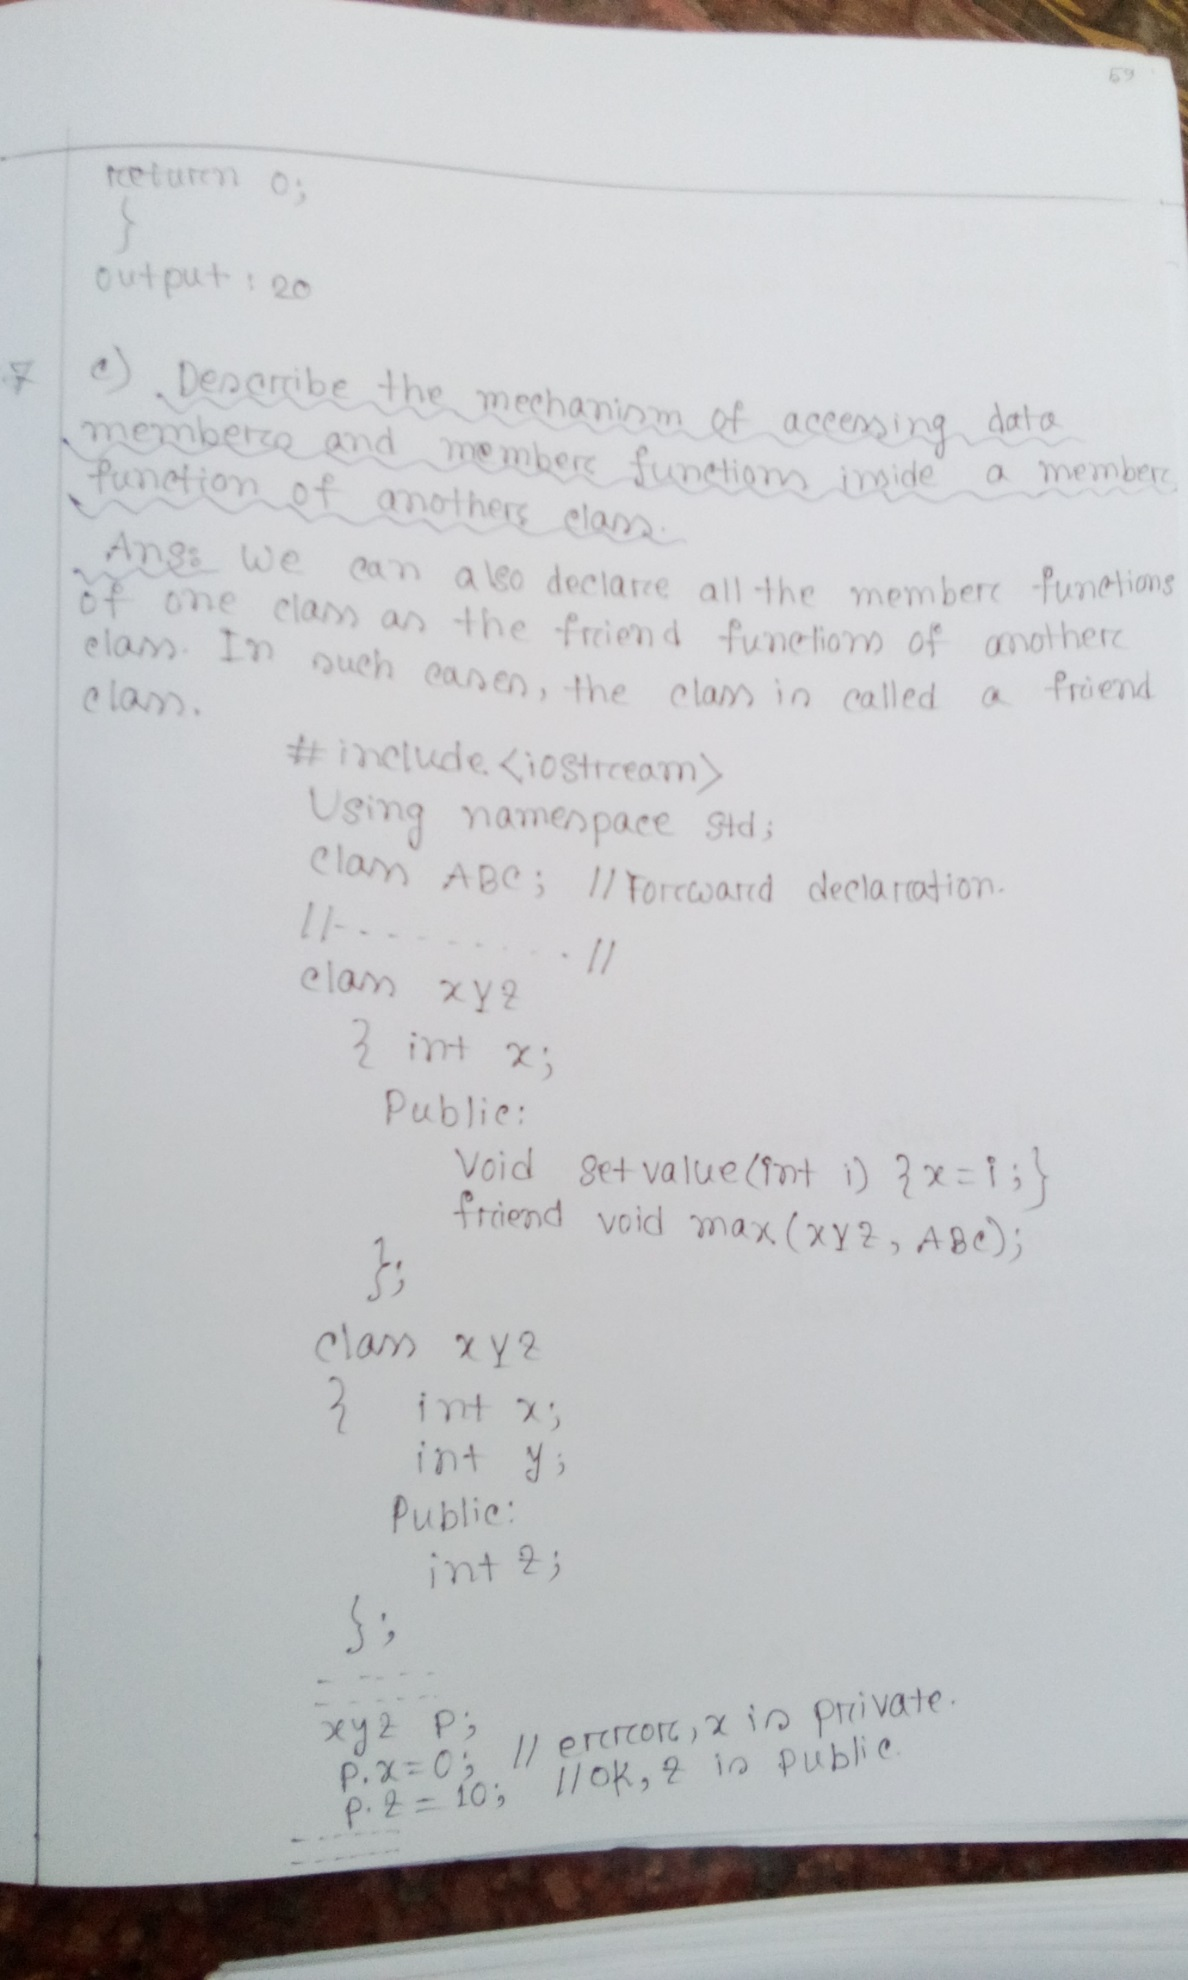 59
return 0;
}
output : 20
7 c) Describe the mechanism of accessing data
members and member functions inside a member
function of another class.
Ans: We can also declare all the member functions
of one class as the friend functions of another
class. In such cases, the class is called a friend
class.
# include <iostream>
Using namespace std;
class ABC; // Forward declaration.
//- . . . . . . . . . . //
class xyz
{ int x;
Public:
Void setvalue(int i) {x=i;}
friend void max(xyz, ABC);
};
class xyz
{ int x;
int y;
Public:
int z;
};
- - - - -
- - - - -
xyz P;
P.x=0; // error, x is private.
P.z = 10; //OK, z is public.
- - - - -
- - - - -